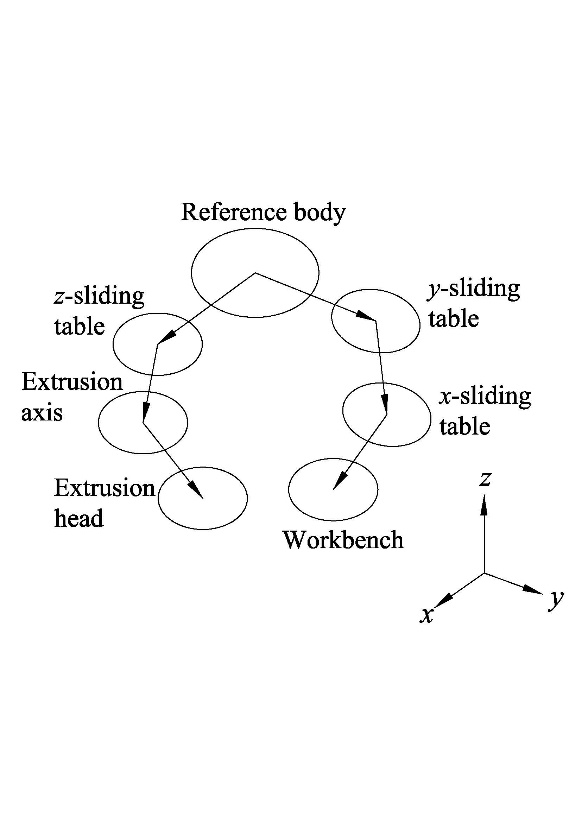 Reference body
z-sliding
table
y-sliding
table
Extrusion
axis
x-sliding
table
Extrusion
head
Workbench
z
x
y